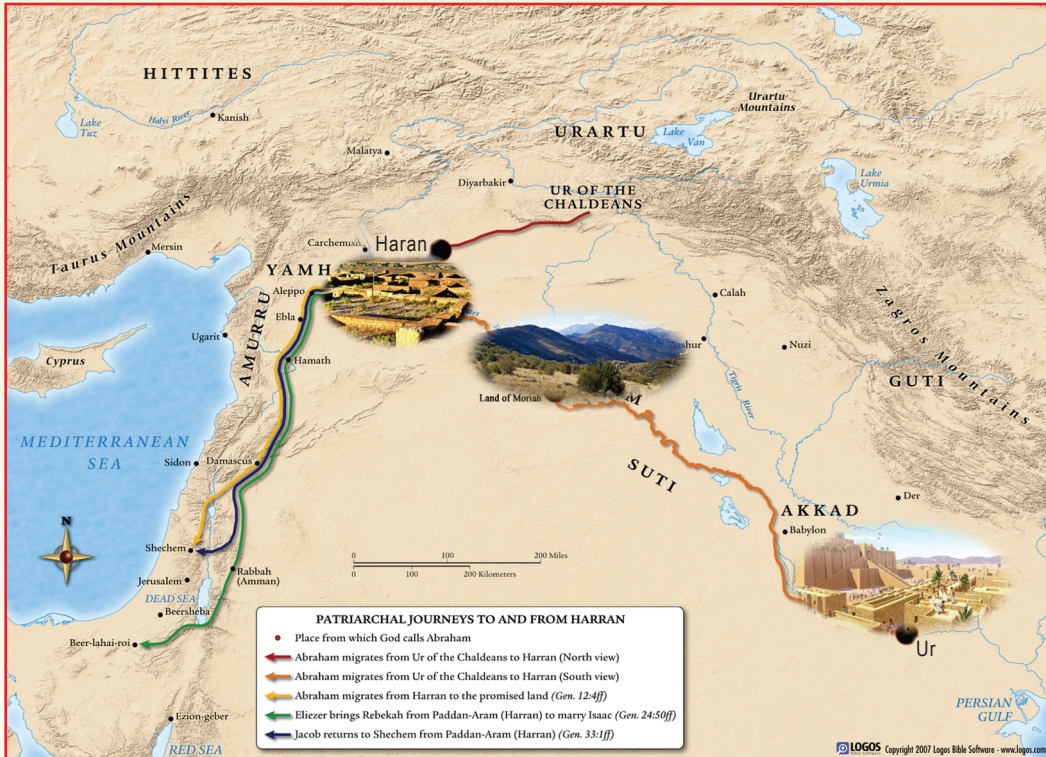 HITTITES
Halys River
Kanish
Lake
Tuz
Urartu
Mountains
URARTU
Lake
Van
Malatya
Diyarbakir
Lake
Urmia
UR OF THE
CHALDEANS
Taurus Mountains
Mersin
Carchemish
Haran
YAMH
Aleppo
Calah
Zagros Mountains
Ebla
AMURRU
Ugarit
Nuzi
Cyprus
Hamath
GUTI
Tigris
River
Land of Moriah
M
MEDITERRANEAN
SEA
Sidon
Damascus
SUTI
Der
AKKAD
Babylon
N
Shechem
0 100 200 Miles
0 100 200 Kilometers
Jerusalem
Rabbah
(Amman)
DEAD SEA
Beersheba
Beer-lahai-roi
Ur
PATRIARCHAL JOURNEYS TO AND FROM HARRAN
Place from which God calls Abraham
Abraham migrates from Ur of the Chaldeans to Harran (North view)
Abraham migrates from Ur of the Chaldeans to Harran (South view)
Abraham migrates from Harran to the promised land (Gen. 12:4ff)
Eliezer brings Rebekah from Paddan-Aram (Harran) to marry Isaac (Gen. 24:50ff)
Jacob returns to Shechem from Paddan-Aram (Harran) (Gen. 33:1ff)
Ezion-geber
RED SEA
PERSIAN
GULF
LOGOS
Bible Software
Copyright 2007 Logos Bible Software - www.logos.com